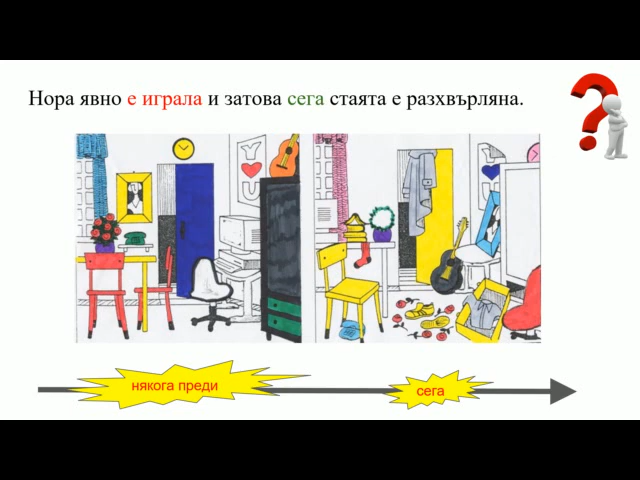 Нора явно е играла и затова сега стаята е разхвърляна.
Y
U
Y
U
някога преди
сега